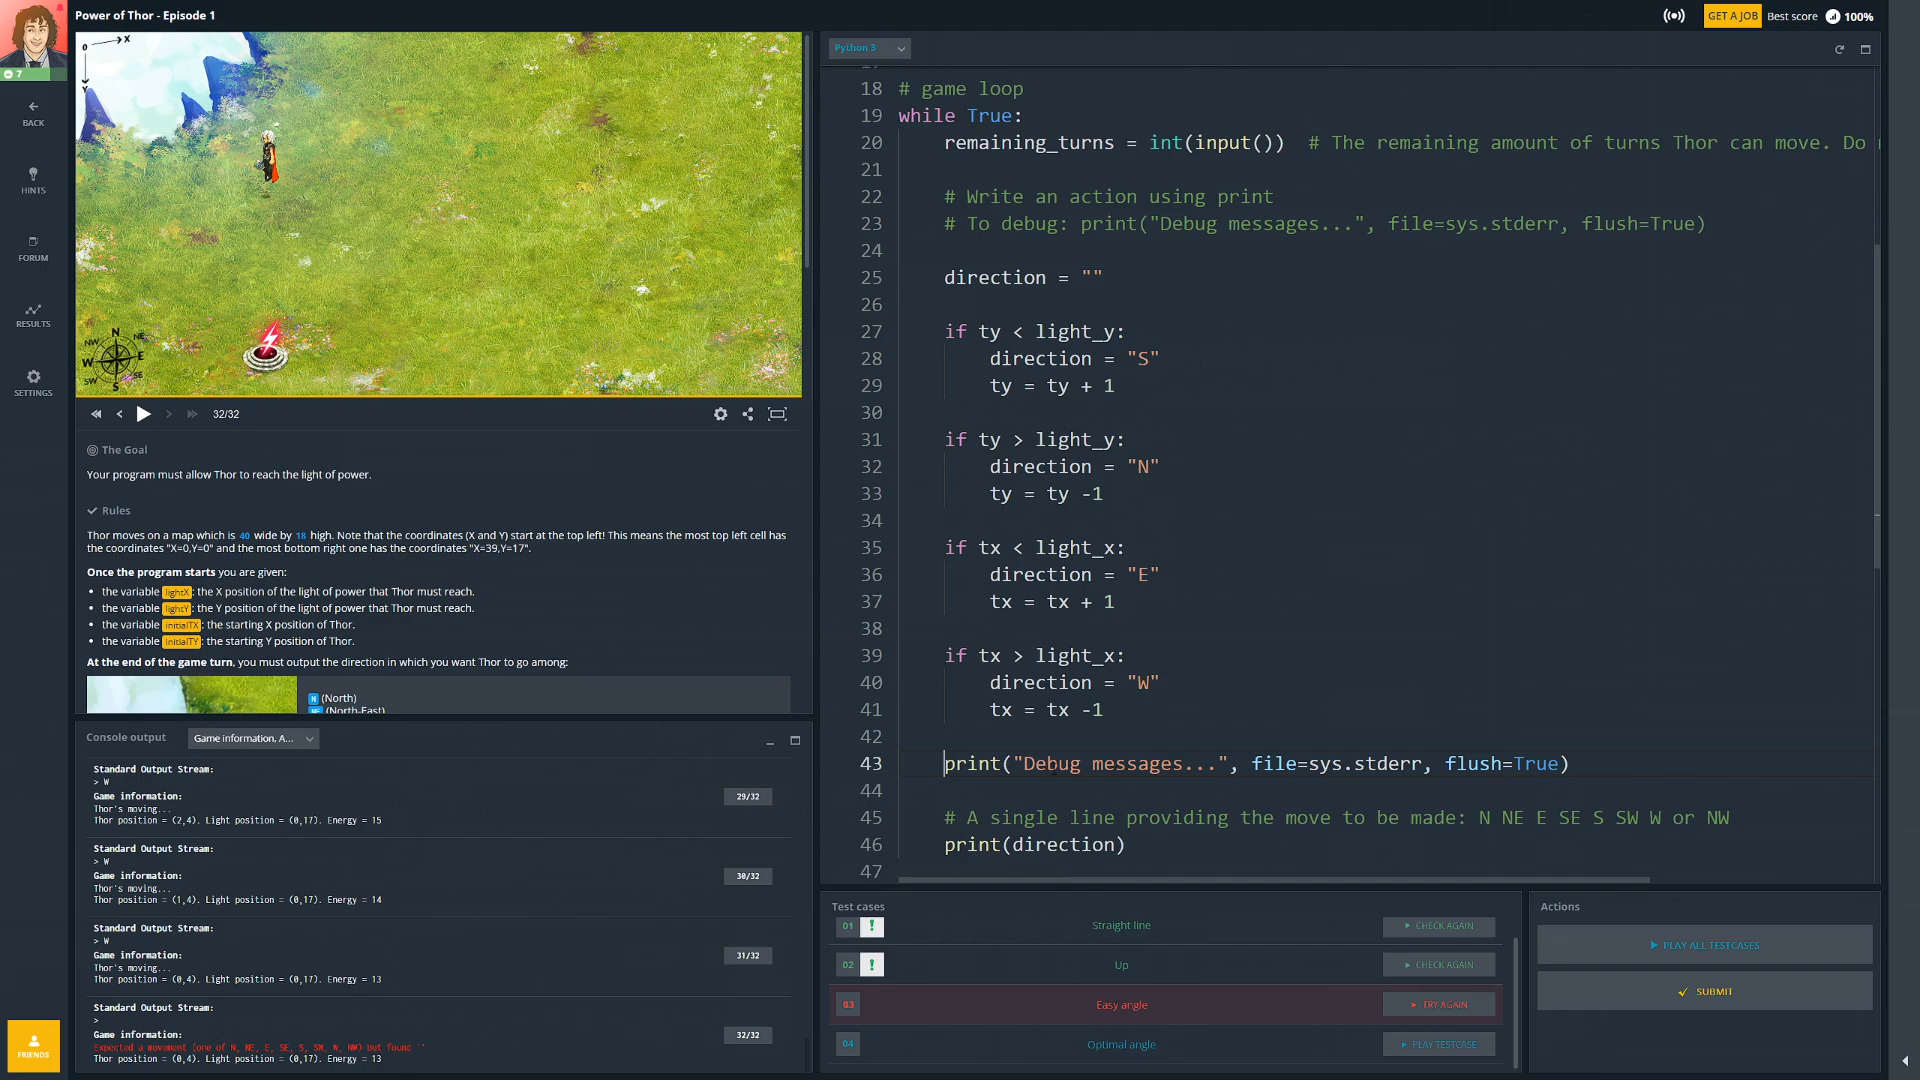 Power of Thor - Episode 1
GET A JOB
Best score
100%
7
BACK
HINTS
FORUM
RESULTS
SETTINGS
FRIENDS
0
X
Y
N
NE
E
SE
S
SW
W
NW
32/32
The Goal
Your program must allow Thor to reach the light of power.
Rules
Thor moves on a map which is 40 wide by 18 high. Note that the coordinates (X and Y) start at the top left! This means the most top left cell has
the coordinates "X=0,Y=0" and the most bottom right one has the coordinates "X=39,Y=17".
Once the program starts you are given:
the variable lightX: the X position of the light of power that Thor must reach.
the variable lightY: the Y position of the light of power that Thor must reach.
the variable initialTX: the starting X position of Thor.
the variable initialTY: the starting Y position of Thor.
At the end of the game turn, you must output the direction in which you want Thor to go among:
N (North)
NE (North-East)
Console output
Game information, A...
Standard Output Stream:
> W
Game information:
29/32
Thor's moving...
Thor position = (2,4). Light position = (0,17). Energy = 15
Standard Output Stream:
> W
Game information:
30/32
Thor's moving...
Thor position = (1,4). Light position = (0,17). Energy = 14
Standard Output Stream:
> W
Game information:
31/32
Thor's moving...
Thor position = (0,4). Light position = (0,17). Energy = 13
Standard Output Stream:
>
Game information:
32/32
Expected a movement (one of N, NE, E, SE, S, SW, W, NW) but found ''
Thor position = (0,4). Light position = (0,17). Energy = 13
Python 3
18 # game loop
19 while True:
20 remaining_turns = int(input())  # The remaining amount of turns Thor can move. Do
21
22 # Write an action using print
23 # To debug: print("Debug messages...", file=sys.stderr, flush=True)
24
25 direction = ""
26
27 if ty < light_y:
28 direction = "S"
29 ty = ty + 1
30
31 if ty > light_y:
32 direction = "N"
33 ty = ty -1
34
35 if tx < light_x:
36 direction = "E"
37 tx = tx + 1
38
39 if tx > light_x:
40 direction = "W"
41 tx = tx -1
42
43 print("Debug messages...", file=sys.stderr, flush=True)
44
45 # A single line providing the move to be made: N NE E SE S SW W or NW
46 print(direction)
47
Test cases
01 ! Straight line CHECK AGAIN
02 ! Up CHECK AGAIN
03 Easy angle TRY AGAIN
04 Optimal angle PLAY TESTCASE
Actions
PLAY ALL TESTCASES
SUBMIT